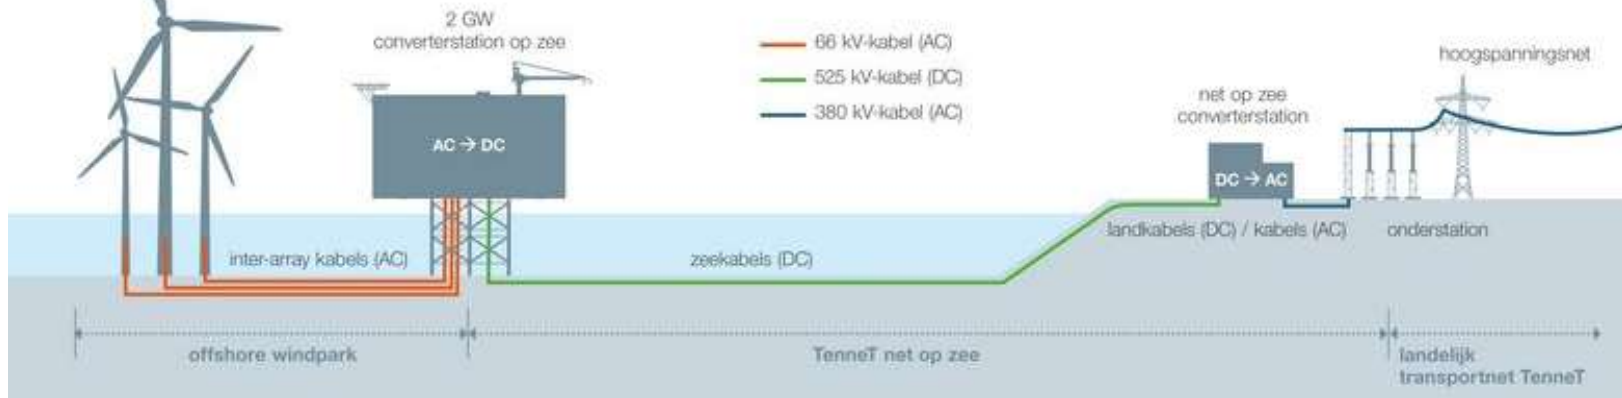 2 GW
converterstation op zee
66 kV-kabel (AC)
525 kV-kabel (DC)
380 kV-kabel (AC)
hoogspanningsnet
net op zee
converterstation
AC → DC
DC → AC
inter-array kabels (AC)
zeekabels (DC)
landkabels (DC) / kabels (AC)
onderstation
offshore windpark
TenneT net op zee
landelijk
transportnet TenneT